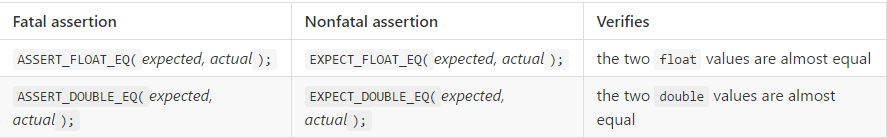 Fatal assertion Nonfatal assertion Verifies
ASSERT_FLOAT_EQ( expected, actual ); EXPECT_FLOAT_EQ( expected, actual ); the two float values are almost equal
ASSERT_DOUBLE_EQ( expected, EXPECT_DOUBLE_EQ( expected, the two double values are almost
actual ); actual ); equal